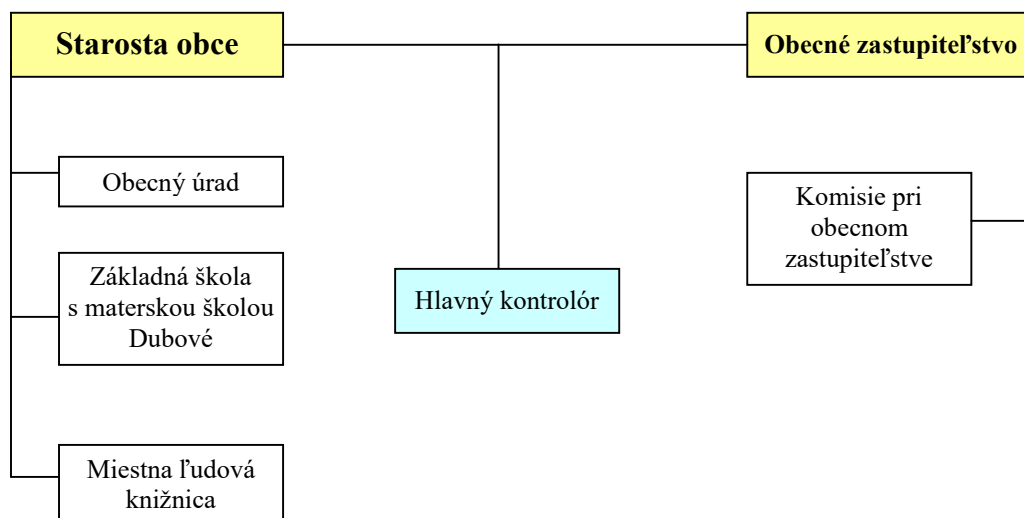 Starosta obce
Obecné zastupiteľstvo
Obecný úrad
Komisie pri
obecnom
zastupiteľstve
Základná škola
s materskou školou
Dubové
Hlavný kontrolór
Miestna ľudová
knižnica